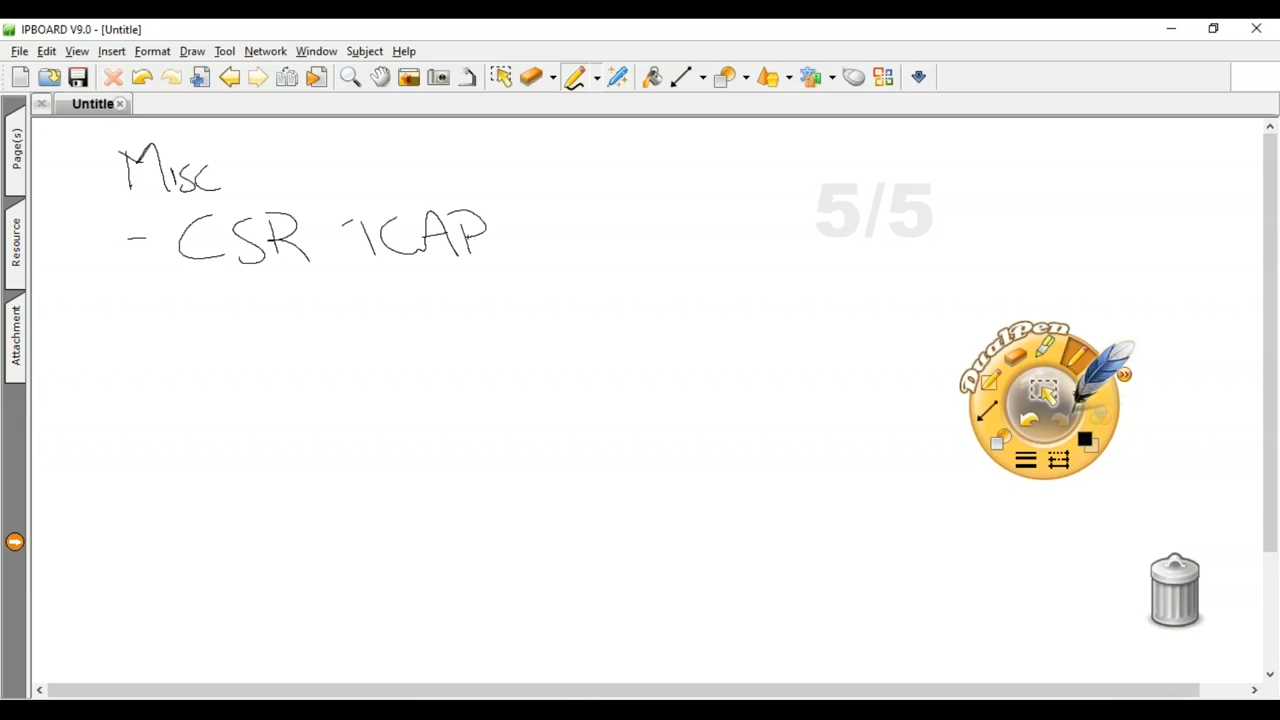 IPBOARD V9.0 - [Untitle]
File Edit View Insert Format Draw Tool Network Window Subject Help
Untitle
Page(s)
Resource
Attachment
Misc
- CSR TCAP
5/5
DualPen